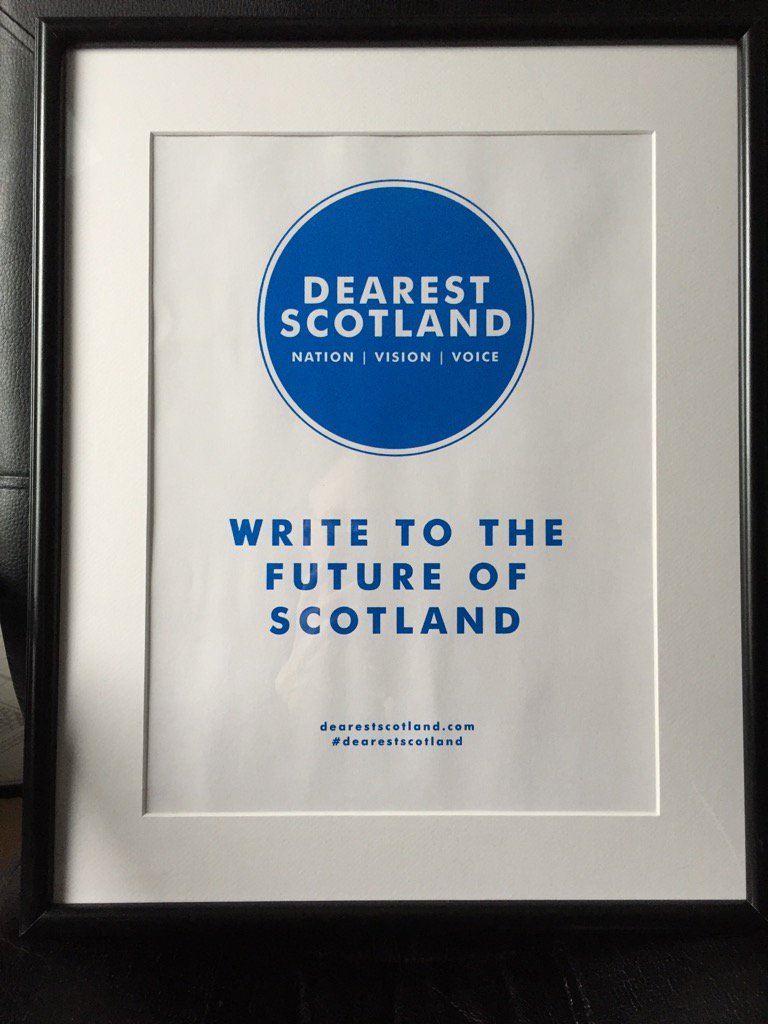 DEAREST
SCOTLAND
NATION | VISION | VOICE
WRITE TO THE
FUTURE OF
SCOTLAND
dearestscotland.com
#dearestscotland